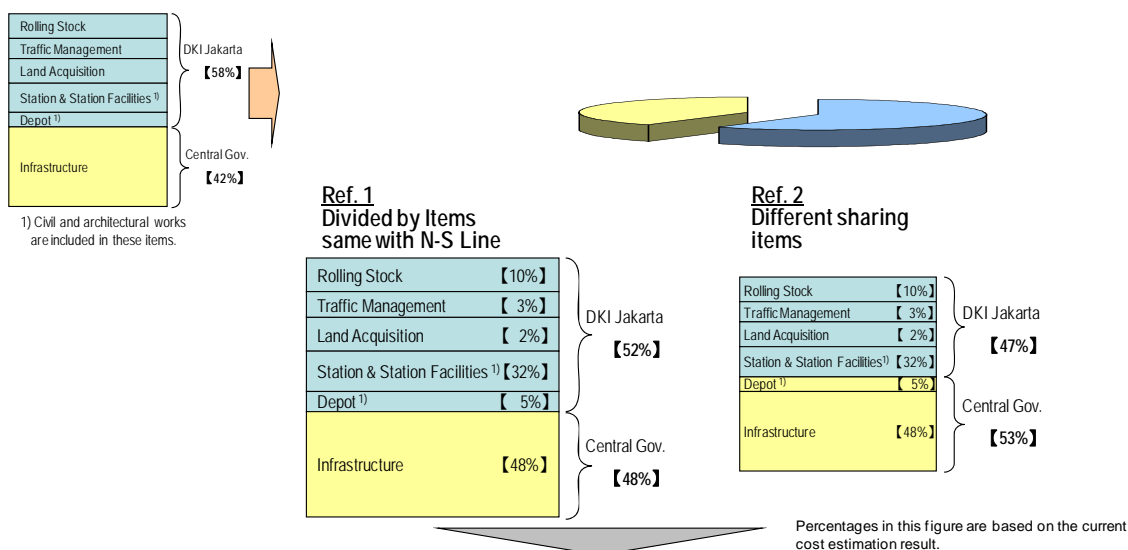 Rolling Stock
Traffic Management
Land Acquisition
Station & Station Facilities 1)
Depot 1)
Infrastructure
DKI Jakarta
【58%】
Central Gov.
【42%】
1) Civil and architectural works
are included in these items.
Ref. 1
Divided by Items
same with N-S Line
Rolling Stock 【10%】
Traffic Management 【 3%】
Land Acquisition 【 2%】
Station & Station Facilities 1)【32%】
Depot 1) 【 5%】
Infrastructure 【48%】
DKI Jakarta
【52%】
Central Gov.
【48%】
Ref. 2
Different sharing
items
Rolling Stock 【10%】
Traffic Management 【 3%】
Land Acquisition 【 2%】
Station & Station Facilities1) 【32%】
Depot 1) 【 5%】
Infrastructure 【48%】
DKI Jakarta
【47%】
Central Gov.
【53%】
Percentages in this figure are based on the current
cost estimation result.